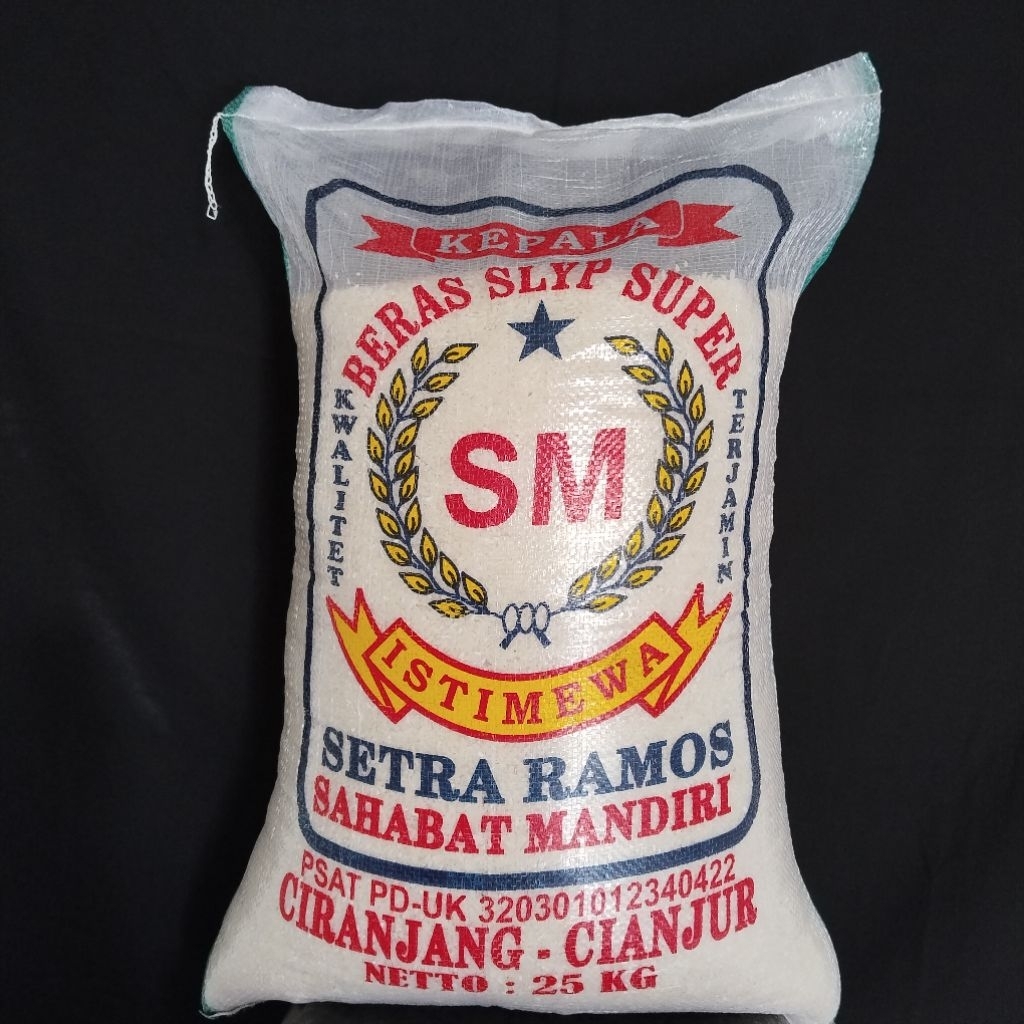 KEPALA
BERAS SLYP SUPER
KWALITET
TERJAMIN
SM
ISTIMEWA
SETRA RAMOS
SAHABAT MANDIRI
PSAT PD-UK 320301012340422
CIRANJANG - CIANJUR
NETTO : 25 KG